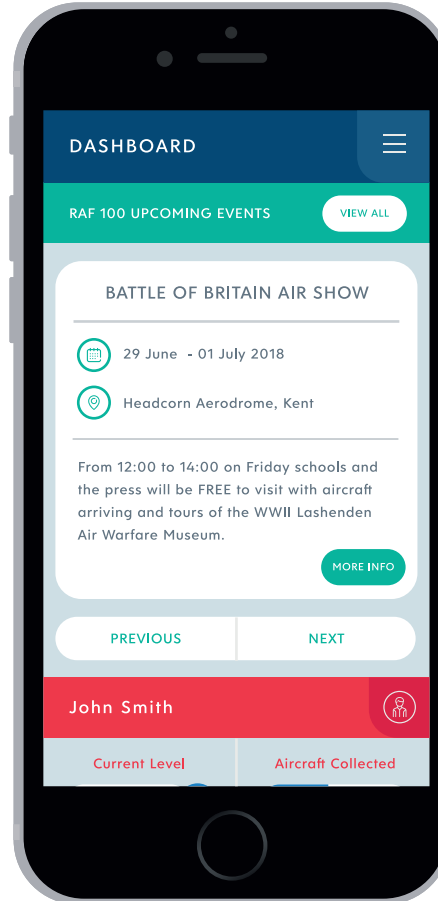 DASHBOARD
RAF 100 UPCOMING EVENTS
VIEW ALL
BATTLE OF BRITAIN AIR SHOW
29 June - 01 July 2018
Headcorn Aerodrome, Kent
From 12:00 to 14:00 on Friday schools and
the press will be FREE to visit with aircraft
arriving and tours of the WWII Lashenden
Air Warfare Museum.
MORE INFO
PREVIOUS
NEXT
John Smith
Current Level
Aircraft Collected